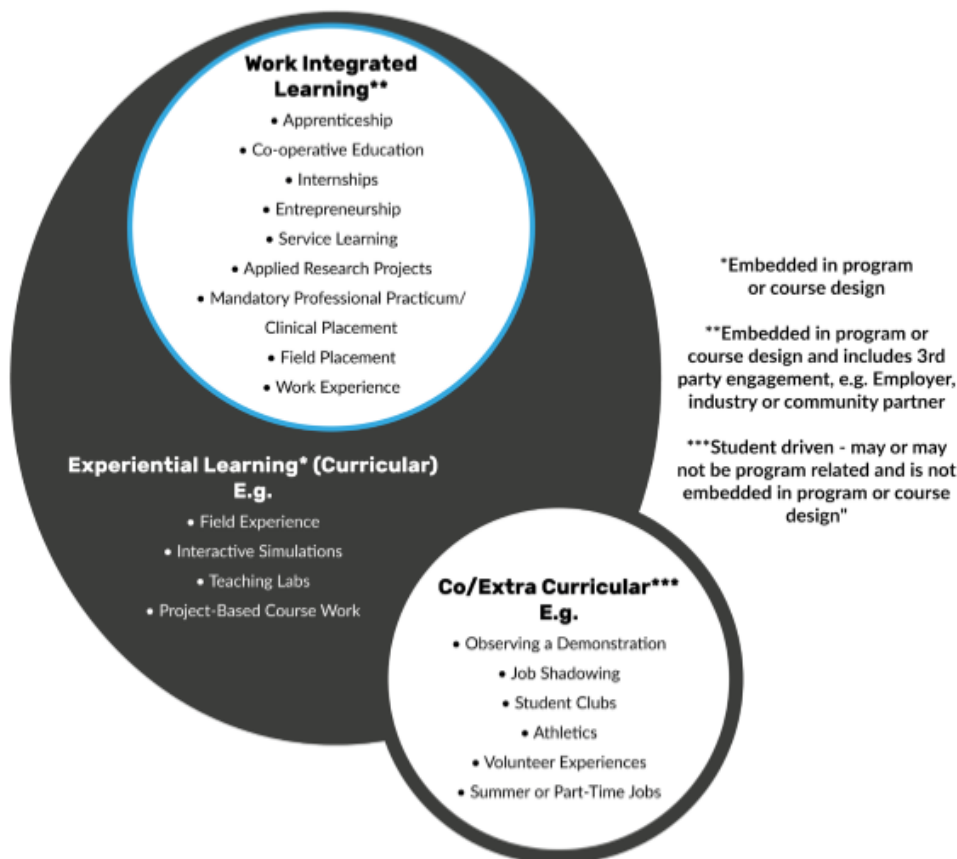 Work Integrated
Learning**
• Apprenticeship
• Co-operative Education
• Internships
• Entrepreneurship
• Service Learning
• Applied Research Projects
• Mandatory Professional Practicum/
Clinical Placement
• Field Placement
• Work Experience
Experiential Learning* (Curricular)
E.g.
• Field Experience
• Interactive Simulations
• Teaching Labs
• Project-Based Course Work
Co/Extra Curricular***
E.g.
• Observing a Demonstration
• Job Shadowing
• Student Clubs
• Athletics
• Volunteer Experiences
• Summer or Part-Time Jobs
*Embedded in program
or course design
**Embedded in program or
course design and includes 3rd
party engagement, e.g. Employer,
industry or community partner
***Student driven - may or may
not be program related and is not
embedded in program or course
design"